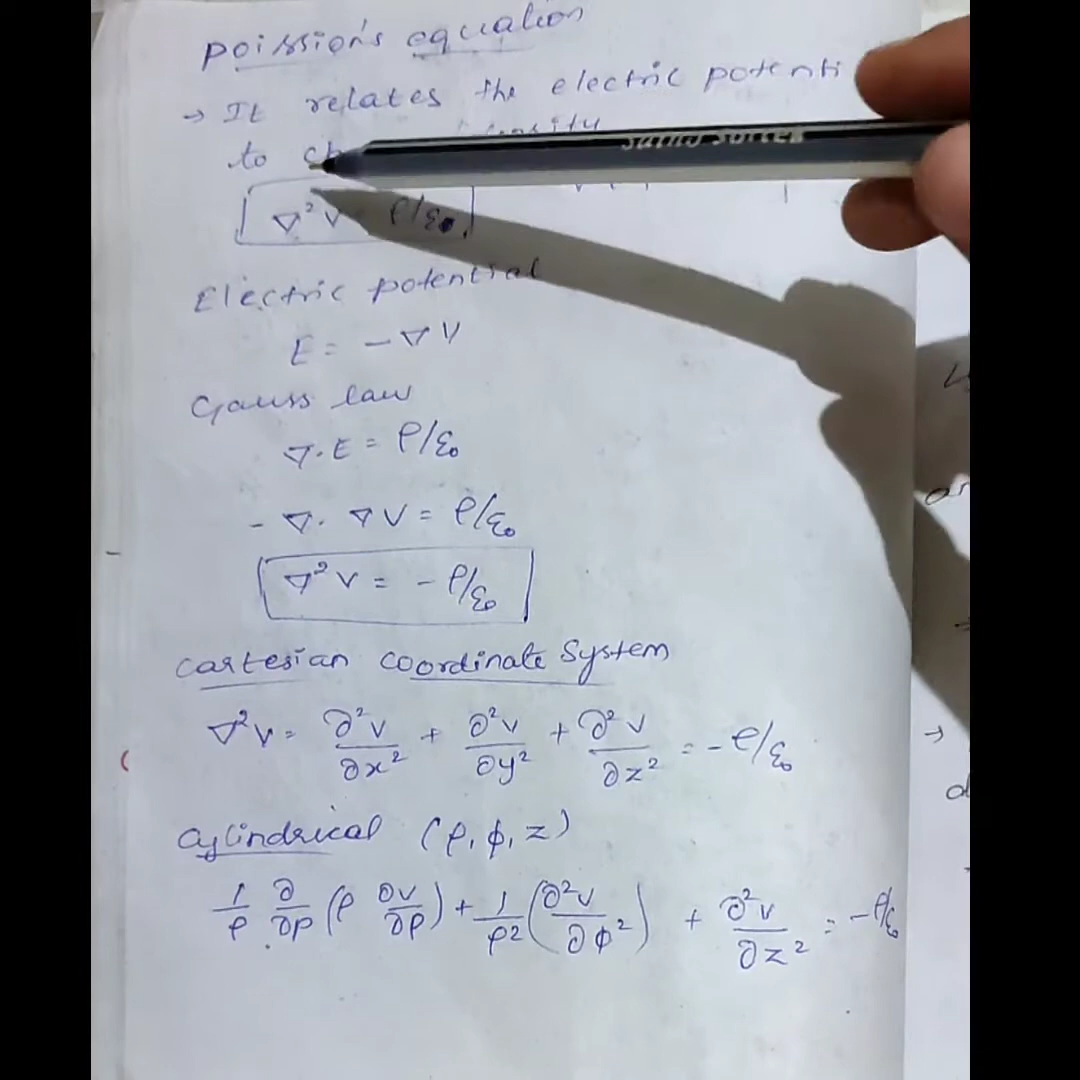 poission's equation
→ It relates the electric potenti
to
∇²V ρ/ε₀
Electric potential
E = -∇V
Gauss law
∇·E = ρ/ε₀
-∇·∇V = ρ/ε₀
∇²V = -ρ/ε₀
Cartesian Coordinate System
∇²V = ∂²V/∂x² + ∂²V/∂y² + ∂²V/∂z² = -ρ/ε₀
Cylindrical (ρ, φ, z)
1/ρ ∂/∂ρ (ρ ∂V/∂ρ) + 1/ρ² (∂²V/∂φ²) + ∂²V/∂z² = -ρ/ε₀